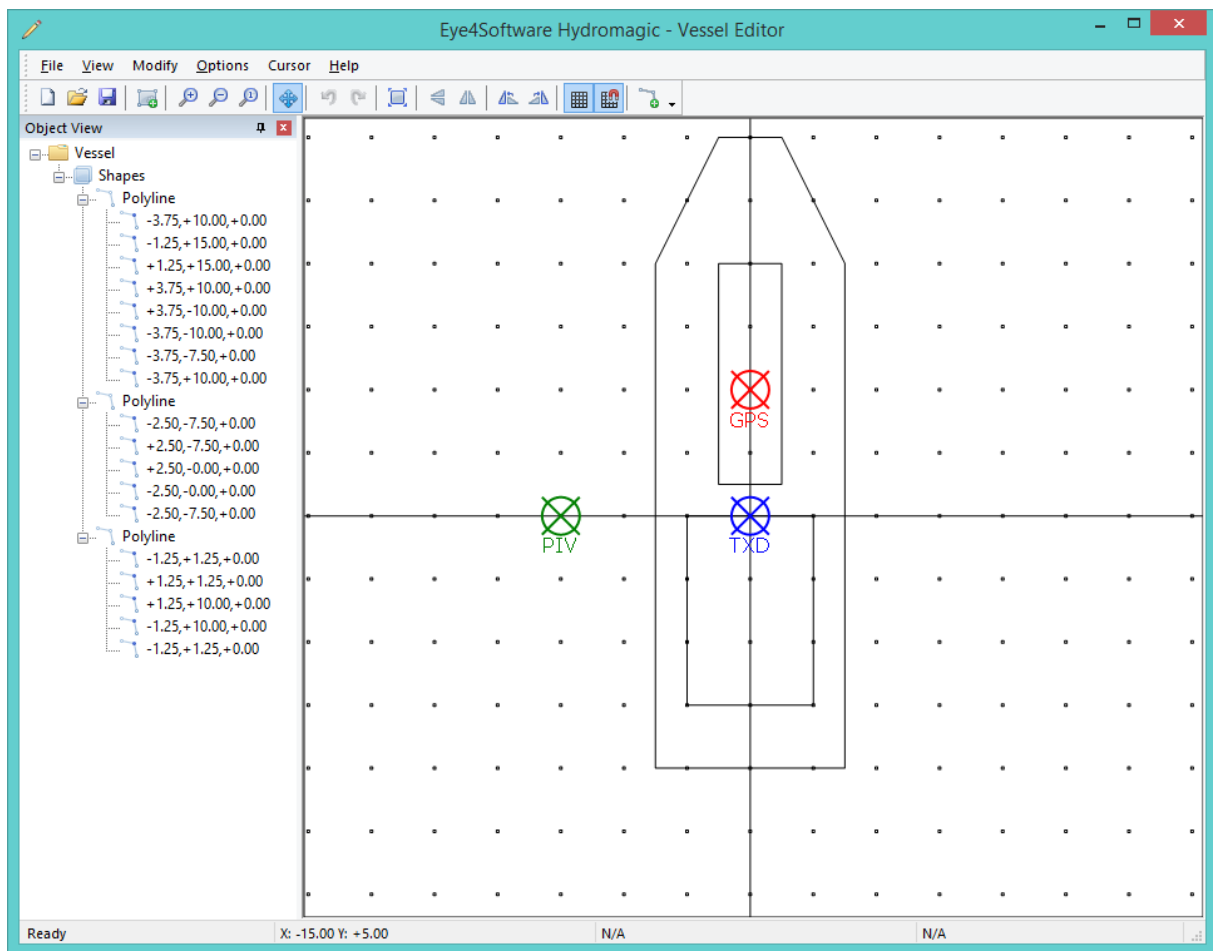 Eye4Software Hydromagic - Vessel Editor
File View Modify Options Cursor Help
Object View
Vessel
Shapes
Polyline
-3.75,+10.00,+0.00
-1.25,+15.00,+0.00
+1.25,+15.00,+0.00
+3.75,+10.00,+0.00
+3.75,-10.00,+0.00
-3.75,-10.00,+0.00
-3.75,-7.50,+0.00
-3.75,+10.00,+0.00
Polyline
-2.50,-7.50,+0.00
+2.50,-7.50,+0.00
+2.50,-0.00,+0.00
-2.50,-0.00,+0.00
-2.50,-7.50,+0.00
Polyline
-1.25,+1.25,+0.00
+1.25,+1.25,+0.00
+1.25,+10.00,+0.00
-1.25,+10.00,+0.00
-1.25,+1.25,+0.00
GPS
PIV
TXD
Ready X: -15.00 Y: +5.00 N/A N/A